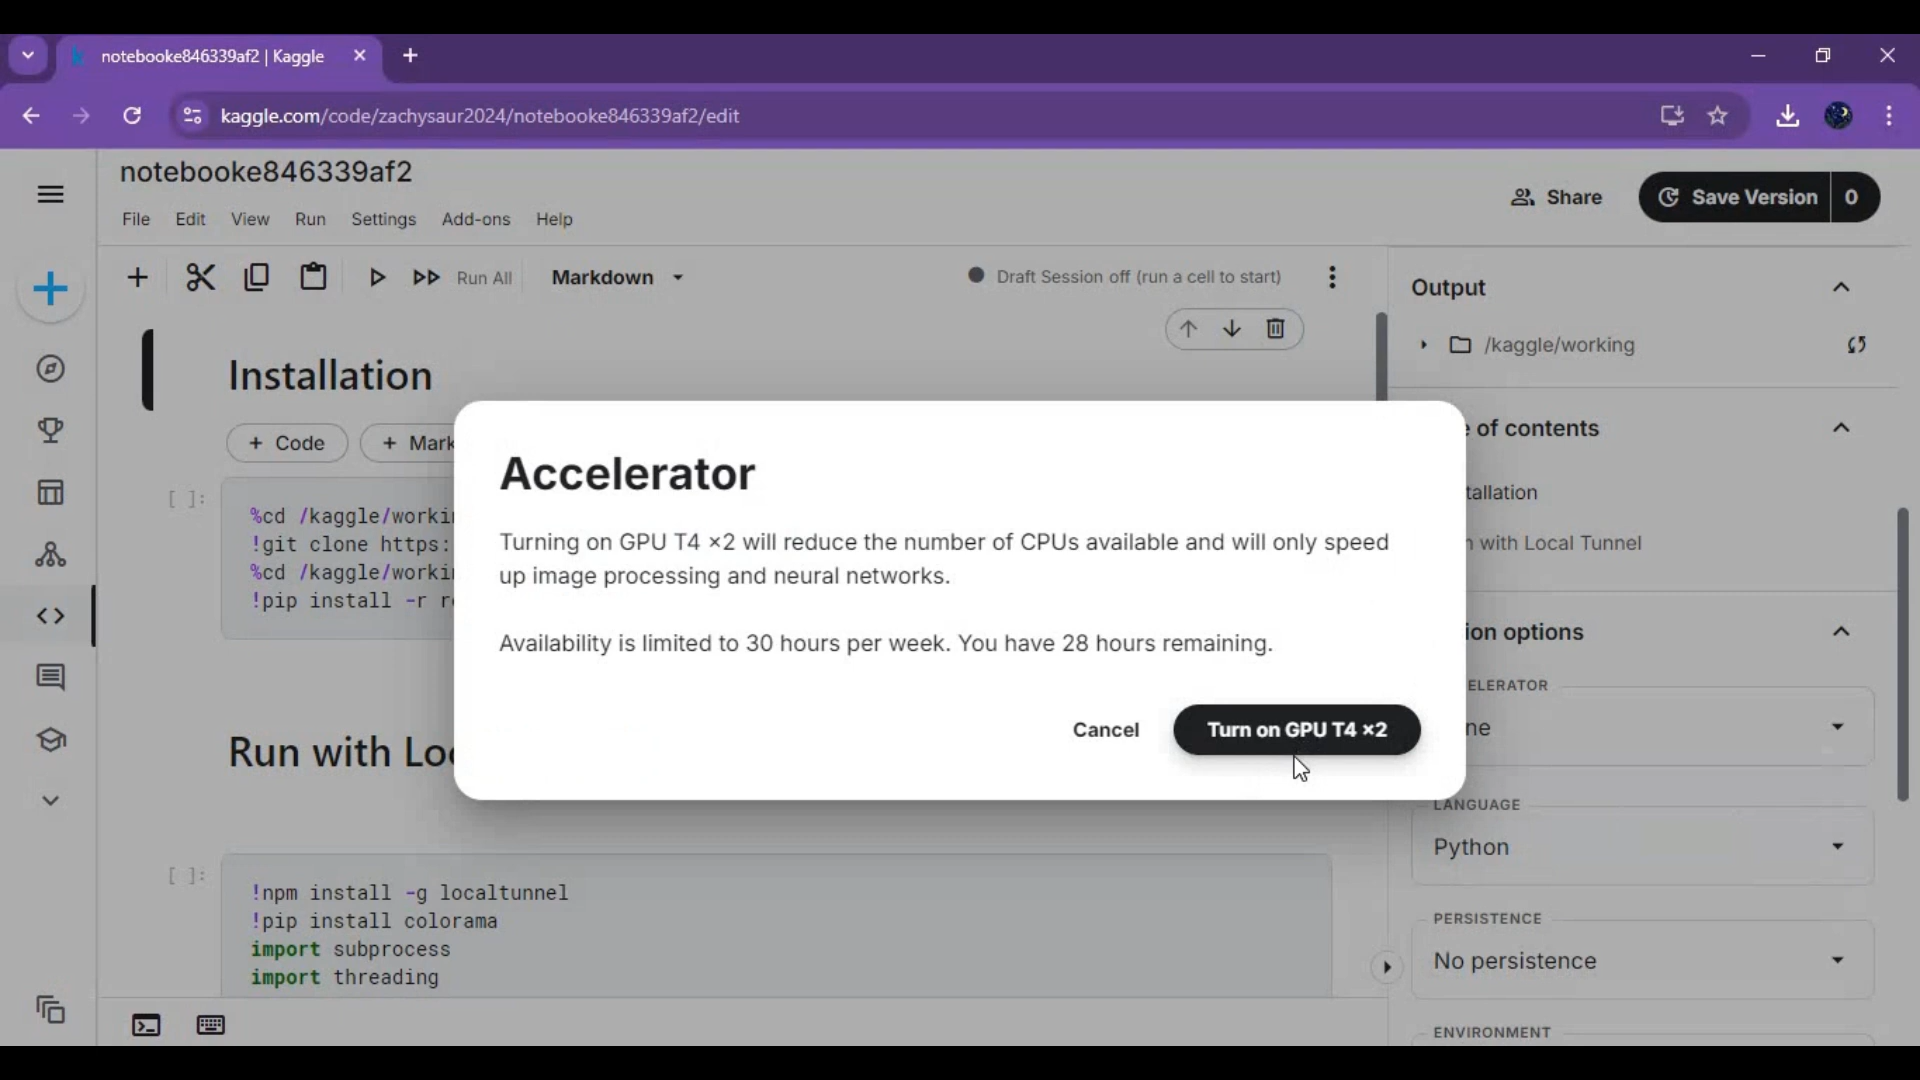 notebooke846339af2 | Kaggle
kaggle.com/code/zachysaur2024/notebooke846339af2/edit
notebooke846339af2
File Edit View Run Settings Add-ons Help
Share
Save Version 0
Run All
Markdown
Draft Session off (run a cell to start)
Installation
+ Code
+ Mark
[ ]:
%cd /kaggle/workin
!git clone https:
%cd /kaggle/workin
!pip install -r re
Accelerator
Turning on GPU T4 ×2 will reduce the number of CPUs available and will only speed
up image processing and neural networks.
Availability is limited to 30 hours per week. You have 28 hours remaining.
Cancel
Turn on GPU T4 ×2
Run with Lo
[ ]:
!npm install -g localtunnel
!pip install colorama
import subprocess
import threading
Output
/kaggle/working
e of contents
tallation
n with Local Tunnel
ion options
ELERATOR
ne
LANGUAGE
Python
PERSISTENCE
No persistence
ENVIRONMENT